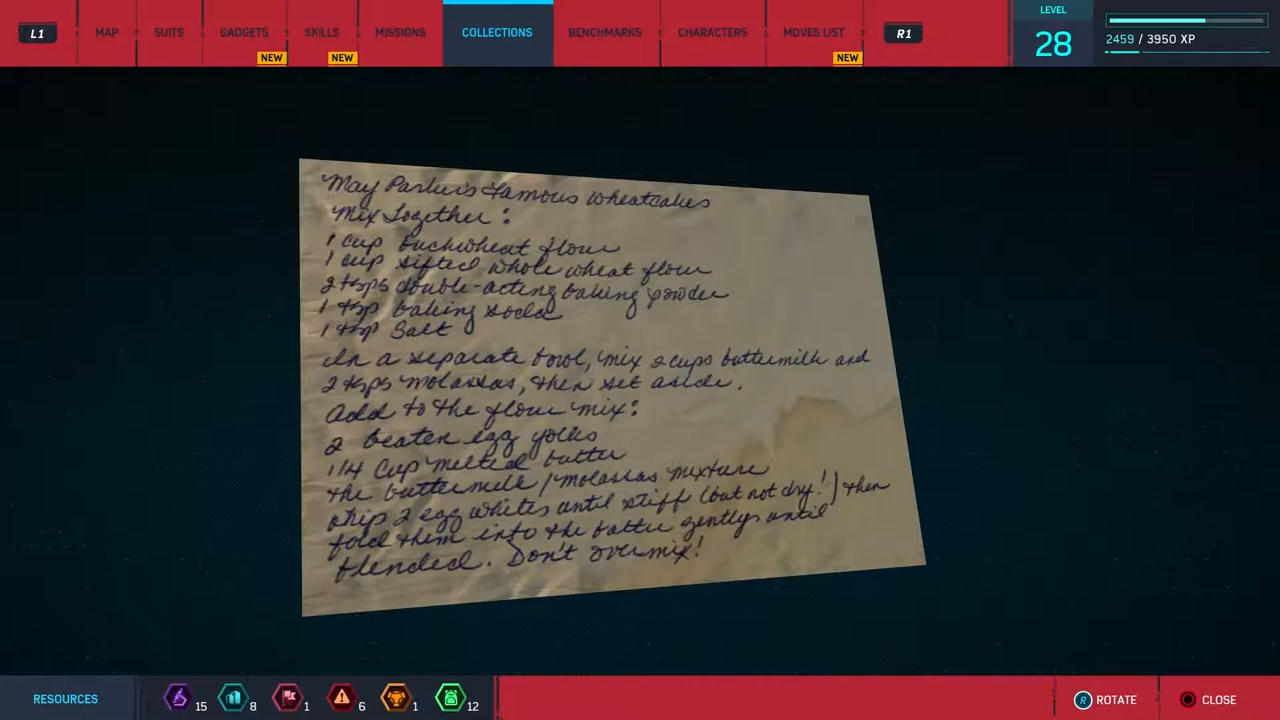 L1 MAP SUITS GADGETS SKILLS MISSIONS COLLECTIONS BENCHMARKS CHARACTERS MOVES LIST R1
NEW NEW NEW
LEVEL
28
2459 / 3950 XP
May Parker's Famous Wheatcakes
Mix Together:
1 cup buckwheat flour
1 cup sifted whole wheat flour
2 tsps double-acting baking powder
1 tsp baking soda
1 tsp Salt
In a separate bowl, mix 2 cups buttermilk and
2 tsps molassas, then set aside.
Add to the flour mix:
2 beaten egg yolks
1/4 Cup melted butter
the buttermilk/molassas mixture
whip 2 egg whites until stiff (but not dry!) then
fold them into the batter gently until
blended. Don't overmix!
RESOURCES 15 8 1 6 1 12
R ROTATE CLOSE